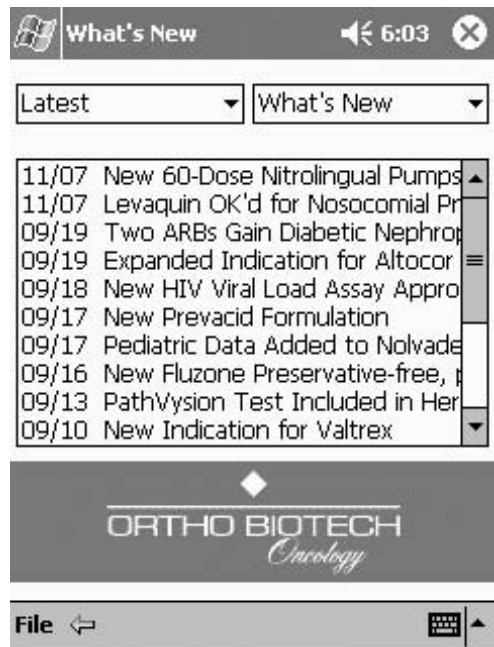 What's New 6:03
Latest What's New
11/07 New 60-Dose Nitrolingual Pumps
11/07 Levaquin OK'd for Nosocomial Pr
09/19 Two ARBs Gain Diabetic Nephrop
09/19 Expanded Indication for Altocor
09/18 New HIV Viral Load Assay Appro
09/17 New Prevacid Formulation
09/17 Pediatric Data Added to Nolvade
09/16 New Fluzone Preservative-free, p
09/13 PathVysion Test Included in Her
09/10 New Indication for Valtrex
ORTHO BIOTECH
Oncology
File